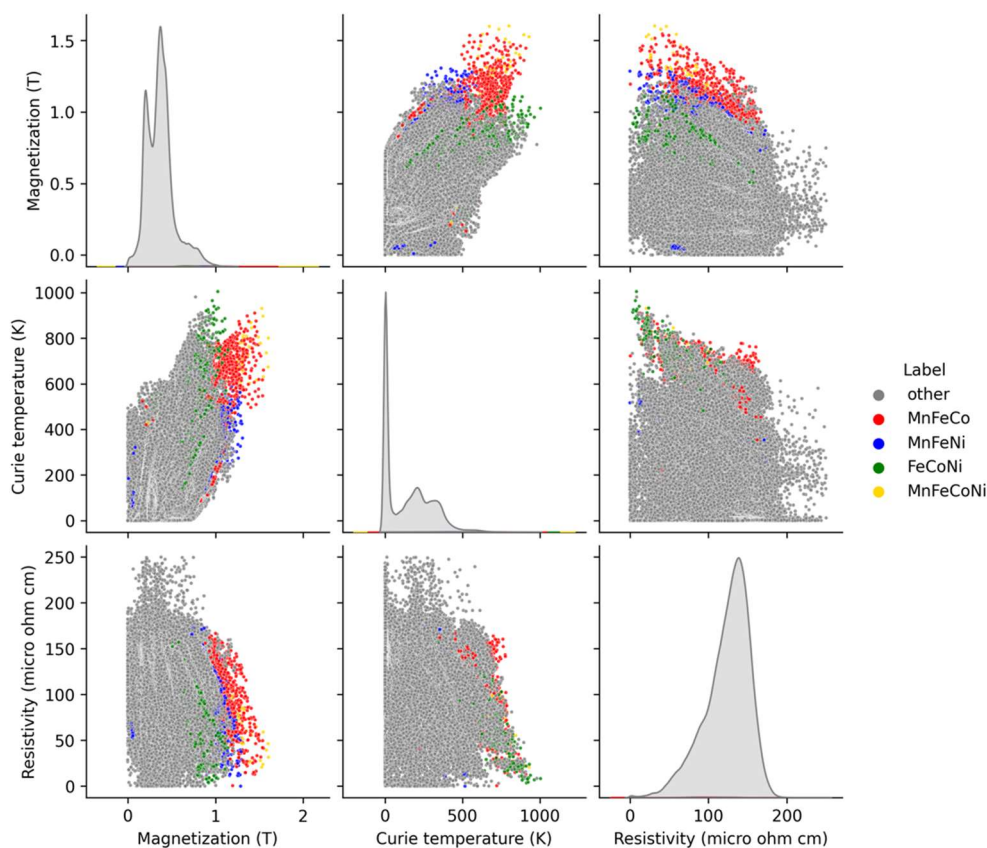 Magnetization (T)
1.5
1.0
0.5
0.0
Curie temperature (K)
1000
800
600
400
200
0
Label
other
MnFeCo
MnFeNi
FeCoNi
MnFeCoNi
Resistivity (micro ohm cm)
250
200
150
100
50
0
0 1 2
0 500 1000
0 100 200
Magnetization (T) Curie temperature (K) Resistivity (micro ohm cm)